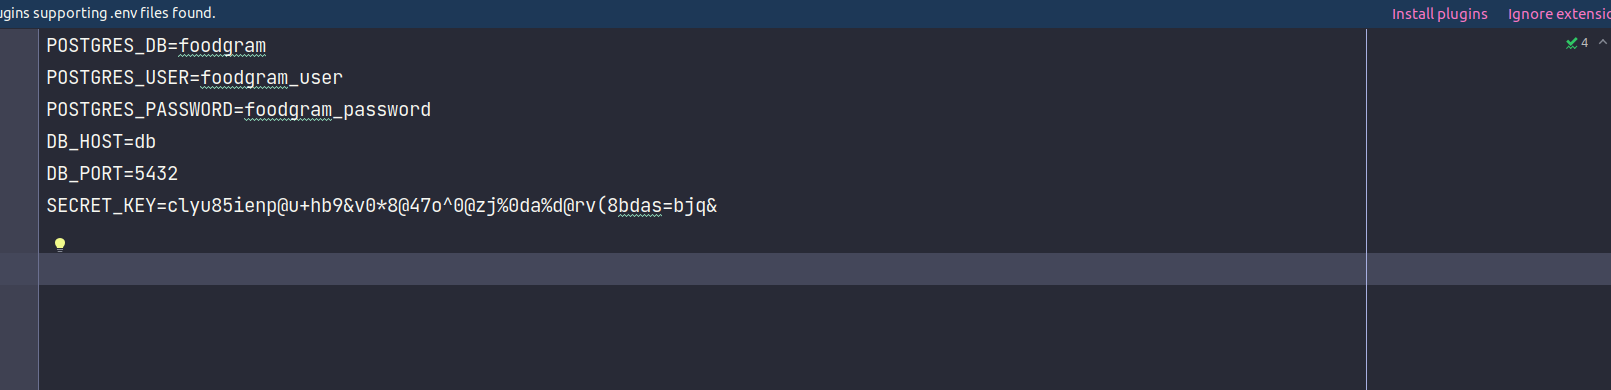 ugins supporting .env files found.
Install plugins
Ignore extensio
POSTGRES_DB=foodgram
4
POSTGRES_USER=foodgram_user
POSTGRES_PASSWORD=foodgram_password
DB_HOST=db
DB_PORT=5432
SECRET_KEY=clyu85ienp@u+hb9&v0*8@47o^0@zj%0da%d@rv(8bdas=bjq&